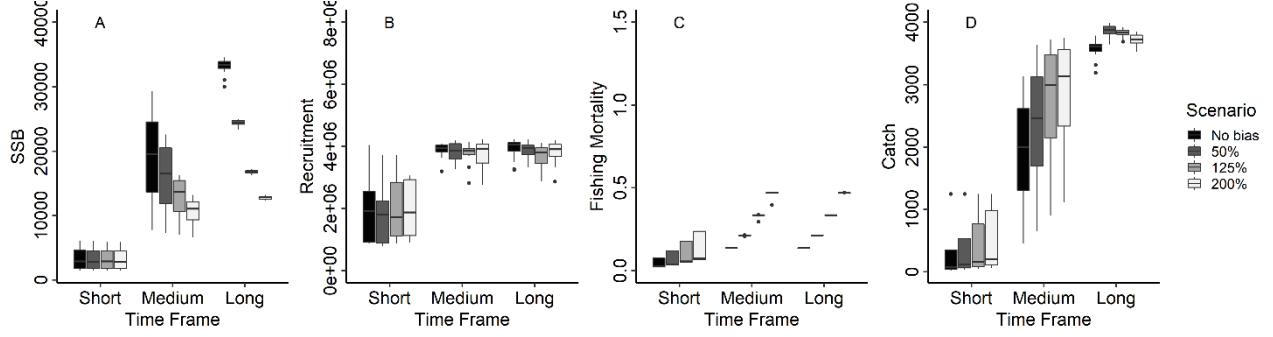 A
SSB
0
10000
20000
30000
40000
Short Medium Long
Time Frame
B
Recruitment
0e+00
2e+06
4e+06
6e+06
8e+06
Short Medium Long
Time Frame
C
Fishing Mortality
0.0
0.5
1.0
1.5
Short Medium Long
Time Frame
D
Catch
0
1000
2000
3000
4000
Short Medium Long
Time Frame
Scenario
No bias
50%
125%
200%